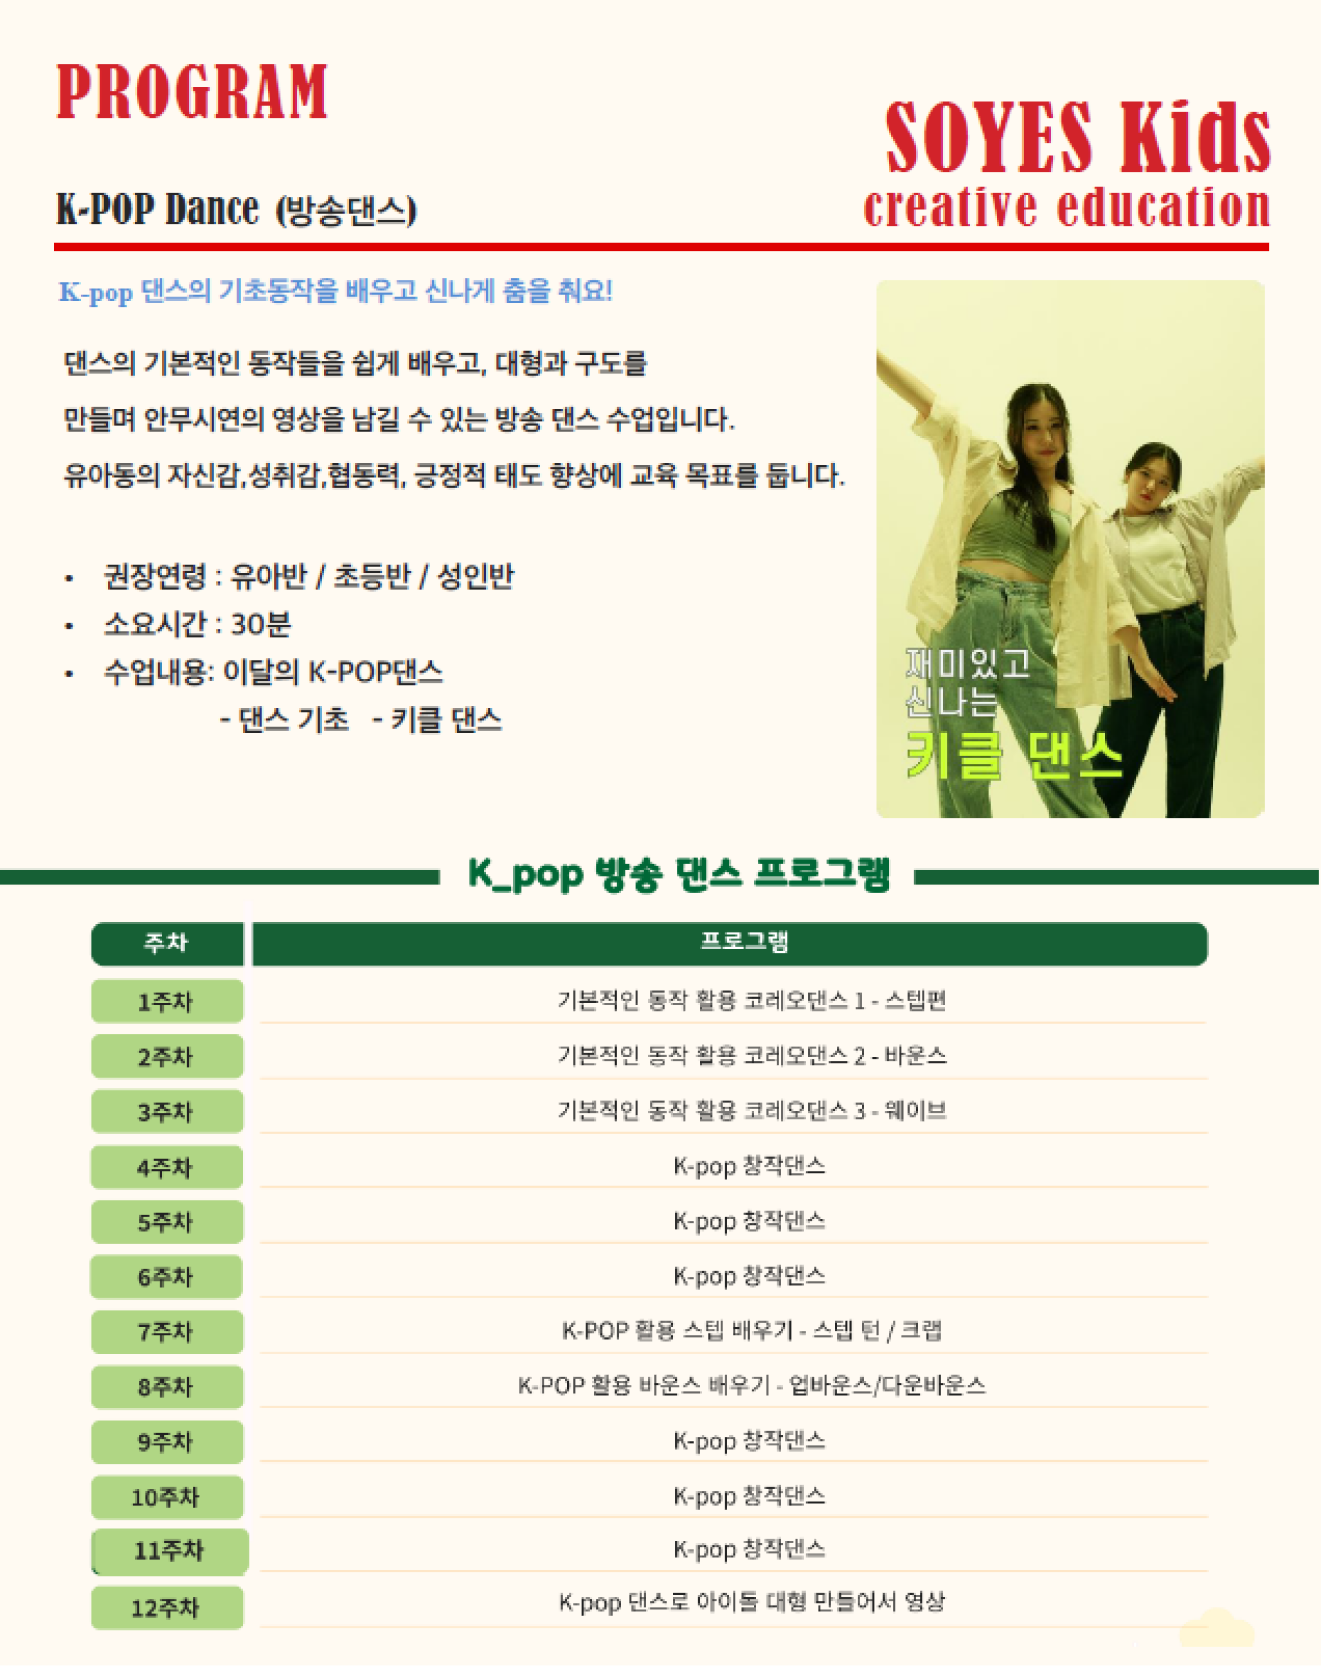 PROGRAM
SOYES Kids
creative education
K-POP Dance (방송댄스)
K-pop 댄스의 기초동작을 배우고 신나게 춤을 춰요!
댄스의 기본적인 동작들을 쉽게 배우고, 대형과 구도를
만들며 안무시연의 영상을 남길 수 있는 방송 댄스 수업입니다.
유아동의 자신감,성취감,협동력, 긍정적 태도 향상에 교육 목표를 둡니다.
• 권장연령 : 유아반 / 초등반 / 성인반
• 소요시간 : 30분
• 수업내용: 이달의 K-POP댄스
- 댄스 기초 - 키클 댄스
재미있고
신나는
키클 댄스
K_pop 방송 댄스 프로그램
주차 프로그램
1주차 기본적인 동작 활용 코레오댄스 1 - 스텝편
2주차 기본적인 동작 활용 코레오댄스 2 - 바운스
3주차 기본적인 동작 활용 코레오댄스 3 - 웨이브
4주차 K-pop 창작댄스
5주차 K-pop 창작댄스
6주차 K-pop 창작댄스
7주차 K-POP 활용 스텝 배우기 - 스텝 턴 / 크랩
8주차 K-POP 활용 바운스 배우기 - 업바운스/다운바운스
9주차 K-pop 창작댄스
10주차 K-pop 창작댄스
11주차 K-pop 창작댄스
12주차 K-pop 댄스로 아이돌 대형 만들어서 영상